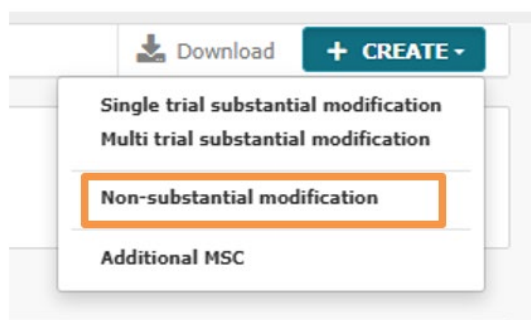 Download
+ CREATE
Single trial substantial modification
Multi trial substantial modification
Non-substantial modification
Additional MSC